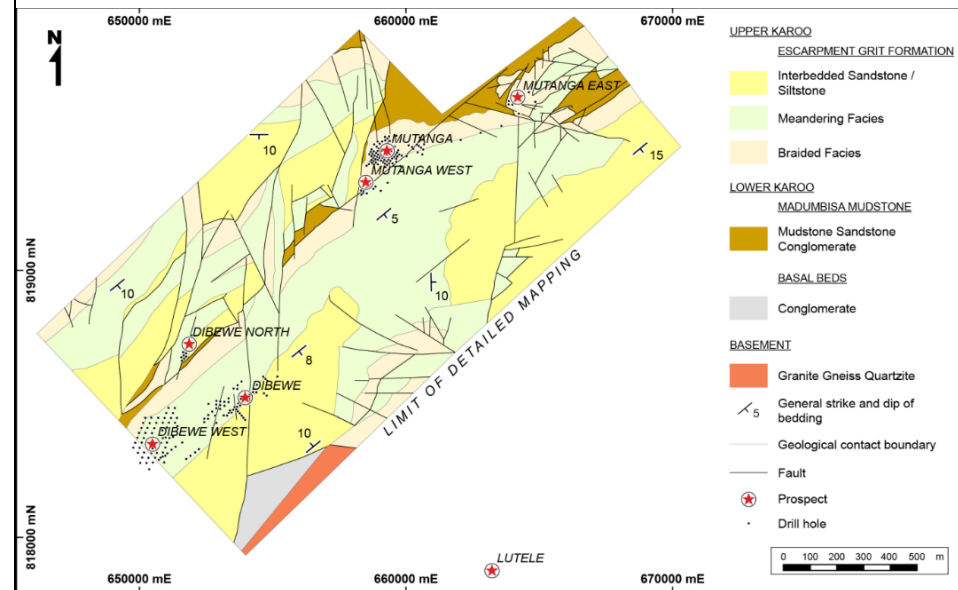 650000 mE 660000 mE 670000 mE
N
819000 mN
818000 mN
MUTANGA EAST
MUTANGA
MUTANGA WEST
DIBEWE NORTH
DIBEWE
DIBEWE WEST
LUTELE
10
15
5
10
10
8
10
LIMIT OF DETAILED MAPPING
650000 mE 660000 mE 670000 mE
UPPER KAROO
ESCARPMENT GRIT FORMATION
Interbedded Sandstone /
Siltstone
Meandering Facies
Braided Facies
LOWER KAROO
MADUMBISA MUDSTONE
Mudstone Sandstone
Conglomerate
BASAL BEDS
Conglomerate
BASEMENT
Granite Gneiss Quartzite
5
General strike and dip of
bedding
Geological contact boundary
Fault
Prospect
Drill hole
0 100 200 300 400 500 m